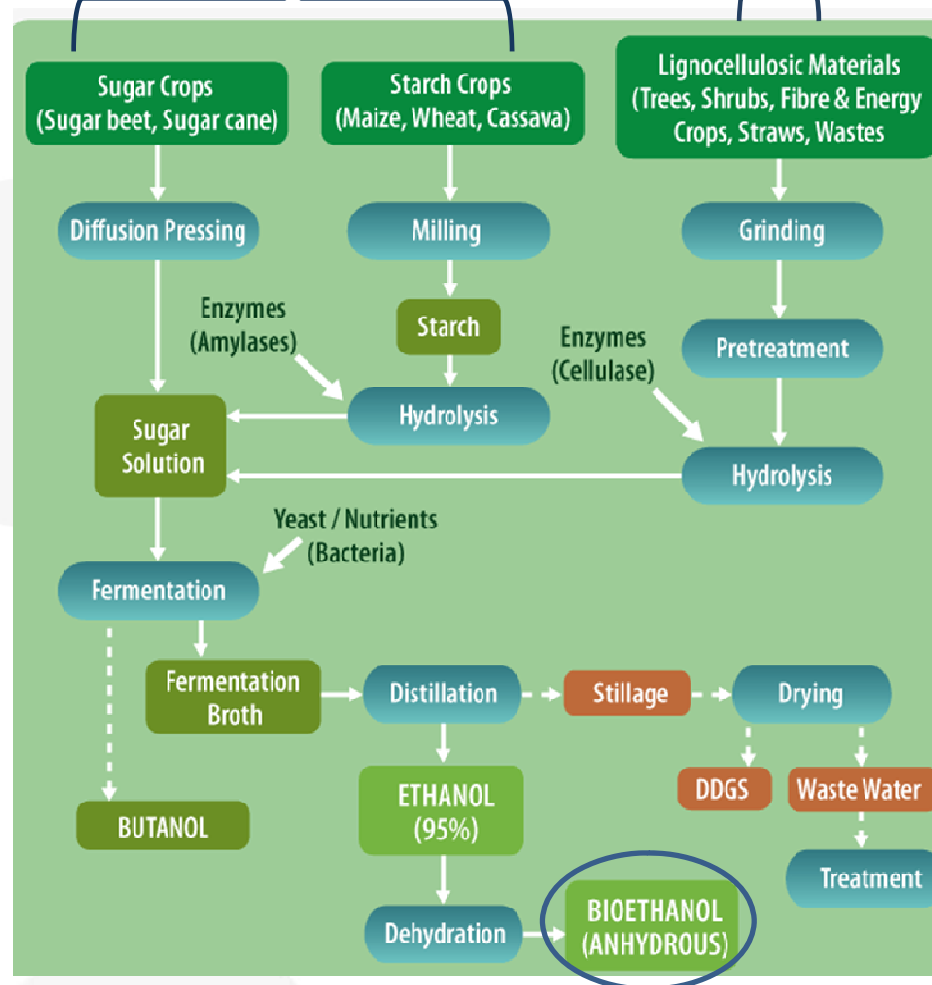 Sugar Crops
(Sugar beet, Sugar cane)
Starch Crops
(Maize, Wheat, Cassava)
Lignocellulosic Materials
(Trees, Shrubs, Fibre & Energy
Crops, Straws, Wastes
Diffusion Pressing
Milling
Grinding
Enzymes
(Amylases)
Starch
Enzymes
(Cellulase)
Pretreatment
Hydrolysis
Sugar
Solution
Hydrolysis
Yeast / Nutrients
(Bacteria)
Fermentation
Fermentation
Broth
Distillation
Stillage
Drying
DDGS
Waste Water
ETHANOL
(95%)
BUTANOL
Treatment
Dehydration
BIOETHANOL
(ANHYDROUS)